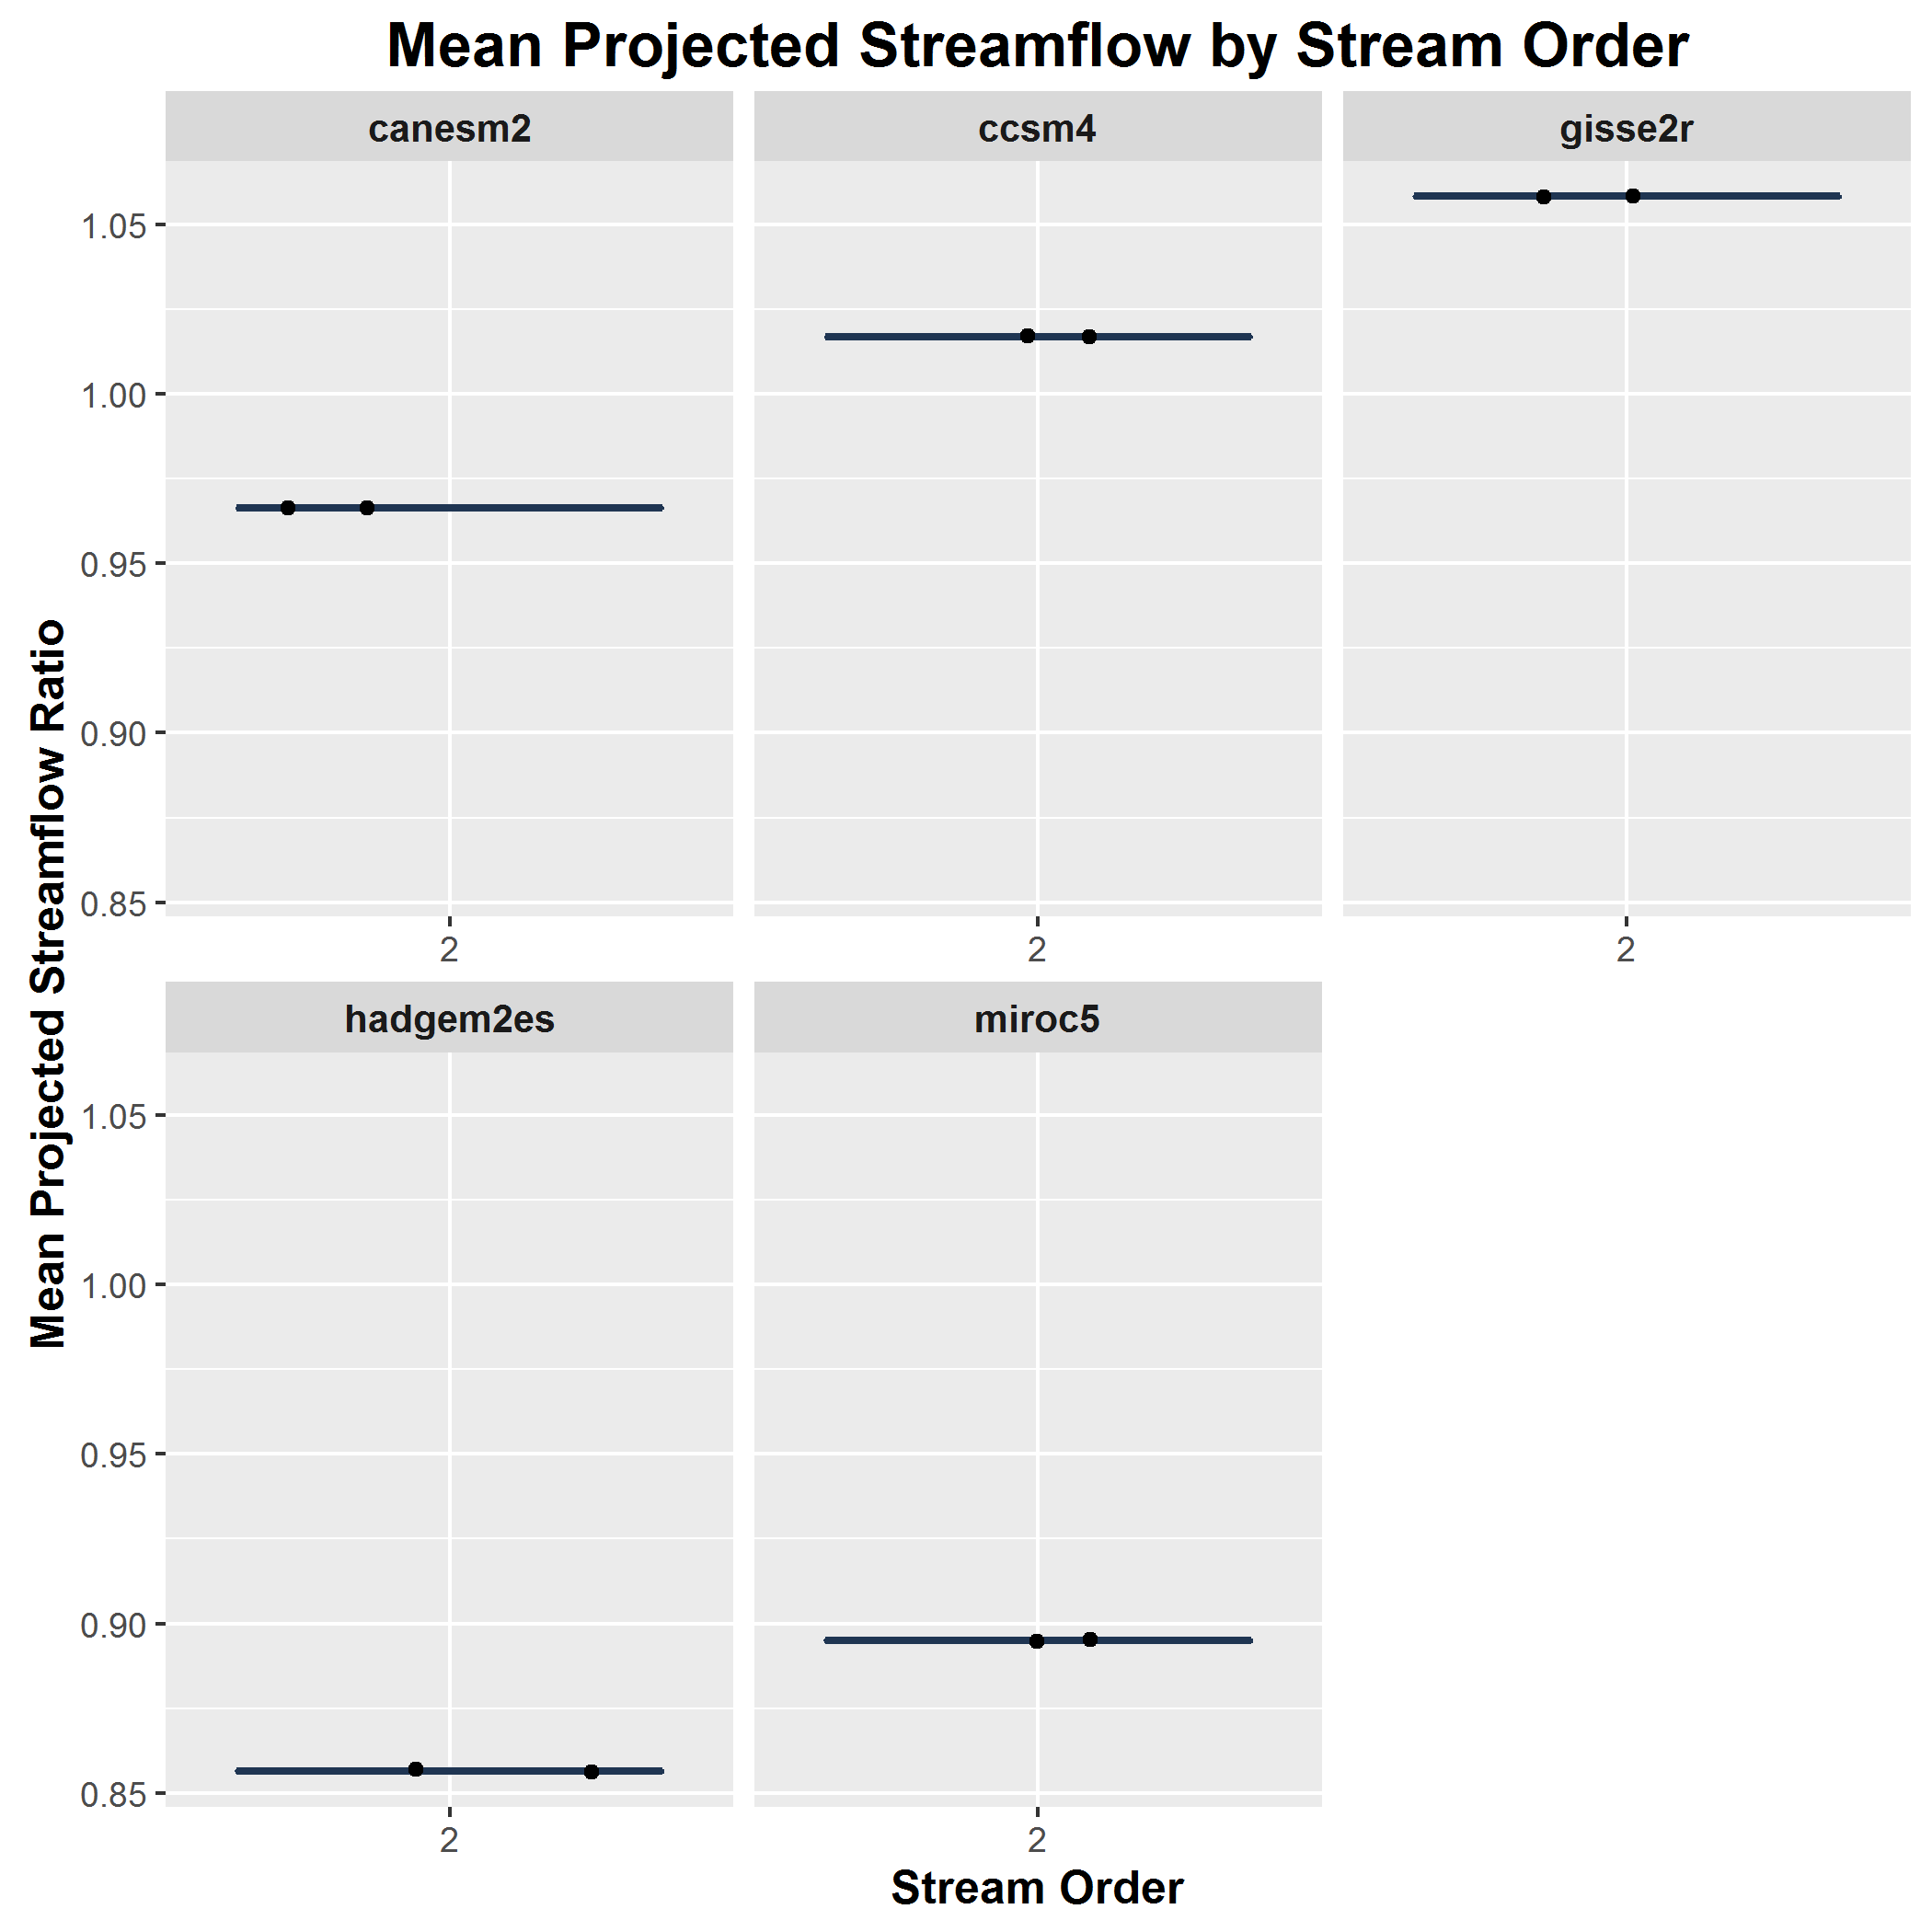 Mean Projected Streamflow by Stream Order
canesm2
ccsm4
gisse2r
1.05
1.00
0.95
0.90
0.85
2
2
2
Mean Projected Streamflow Ratio
hadgem2es
miroc5
1.05
1.00
0.95
0.90
0.85
2
2
Stream Order